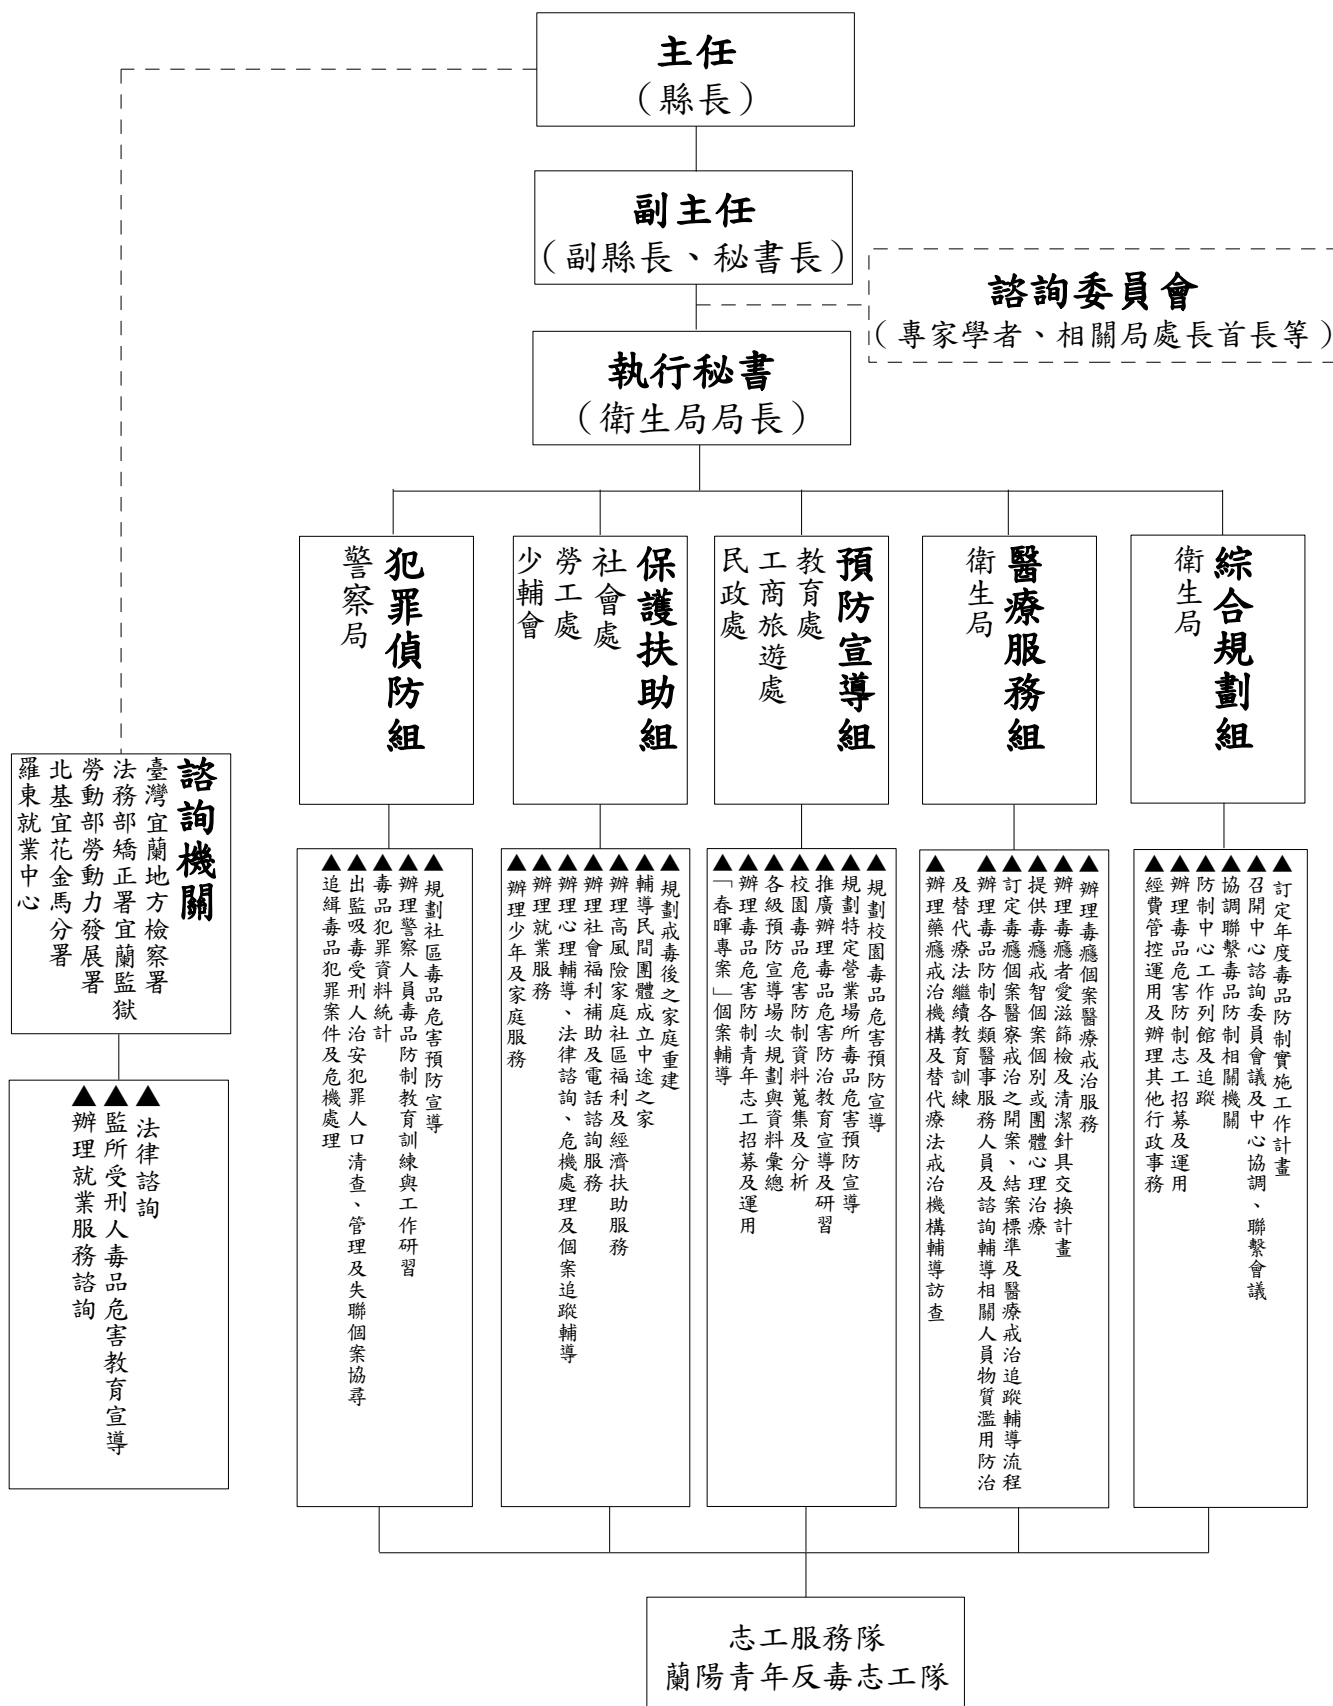 主任
（縣長）
副主任
（副縣長、秘書長）
諮詢委員會
（專家學者、相關局處長首長等）
執行秘書
（衛生局局長）
綜合規劃組
衛生局
醫療服務組
衛生局
預防宣導組
教育處
工商旅遊處
民政處
保護扶助組
社會處
勞工處
少輔會
犯罪偵防組
警察局
諮詢機關
臺灣宜蘭地方檢察署
法務部矯正署宜蘭監獄
勞動部勞動力發展署
北基宜花金馬分署
羅東就業中心
▲訂定年度毒品防制實施工作計畫
▲召開中心諮詢委員會議及中心協調、聯繫會議
▲協調聯繫毒品防制相關機關
▲防制中心工作列館及追蹤
▲辦理毒品危害防制志工招募及運用
▲經費管控運用及辦理其他行政事務
▲辦理毒癮個案醫療戒治服務
▲辦理毒癮者愛滋篩檢及清潔針具交換計畫
▲提供毒癮戒智個案個別或團體心理治療
▲訂定毒癮個案醫寮戒治之開案、結案標準及醫療戒治追蹤輔導流程
▲辦理毒品防制各類醫事服務人員及諮詢輔導相關人員物質濫用防治
及替代療法繼續教育訓練
▲辦理藥癮戒治機構及替代療法戒治機構輔導訪查
▲規劃校園毒品危害預防宣導
▲規劃特定營業場所毒品危害預防宣導
▲推廣辦理毒品危害防治教育宣導及研習
▲校園毒品危害防制資料蒐集及分析
▲各級預防宣導場次規劃與資料彙總
▲辦理毒品危害防制青年志工招募及運用
▲「春暉專案」個案輔導
▲規劃戒毒後之家庭重建
▲輔導民間團體成立中途之家
▲辦理高風險家庭社區福利及經濟扶助服務
▲辦理社會福利補助及電話諮詢服務
▲辦理心理輔導、法律諮詢、危機處理及個案追蹤輔導
▲辦理就業服務
▲辦理少年及家庭服務
▲規劃社區毒品危害預防宣導
▲辦理警察人員毒品防制教育訓練與工作研習
▲毒品犯罪資料統計
▲出監吸毒受刑人治安犯罪人口清查、管理及失聯個案協尋
▲追緝毒品犯罪案件及危機處理
▲法律諮詢
▲監所受刑人毒品危害教育宣導
▲辦理就業服務諮詢
志工服務隊
蘭陽青年反毒志工隊